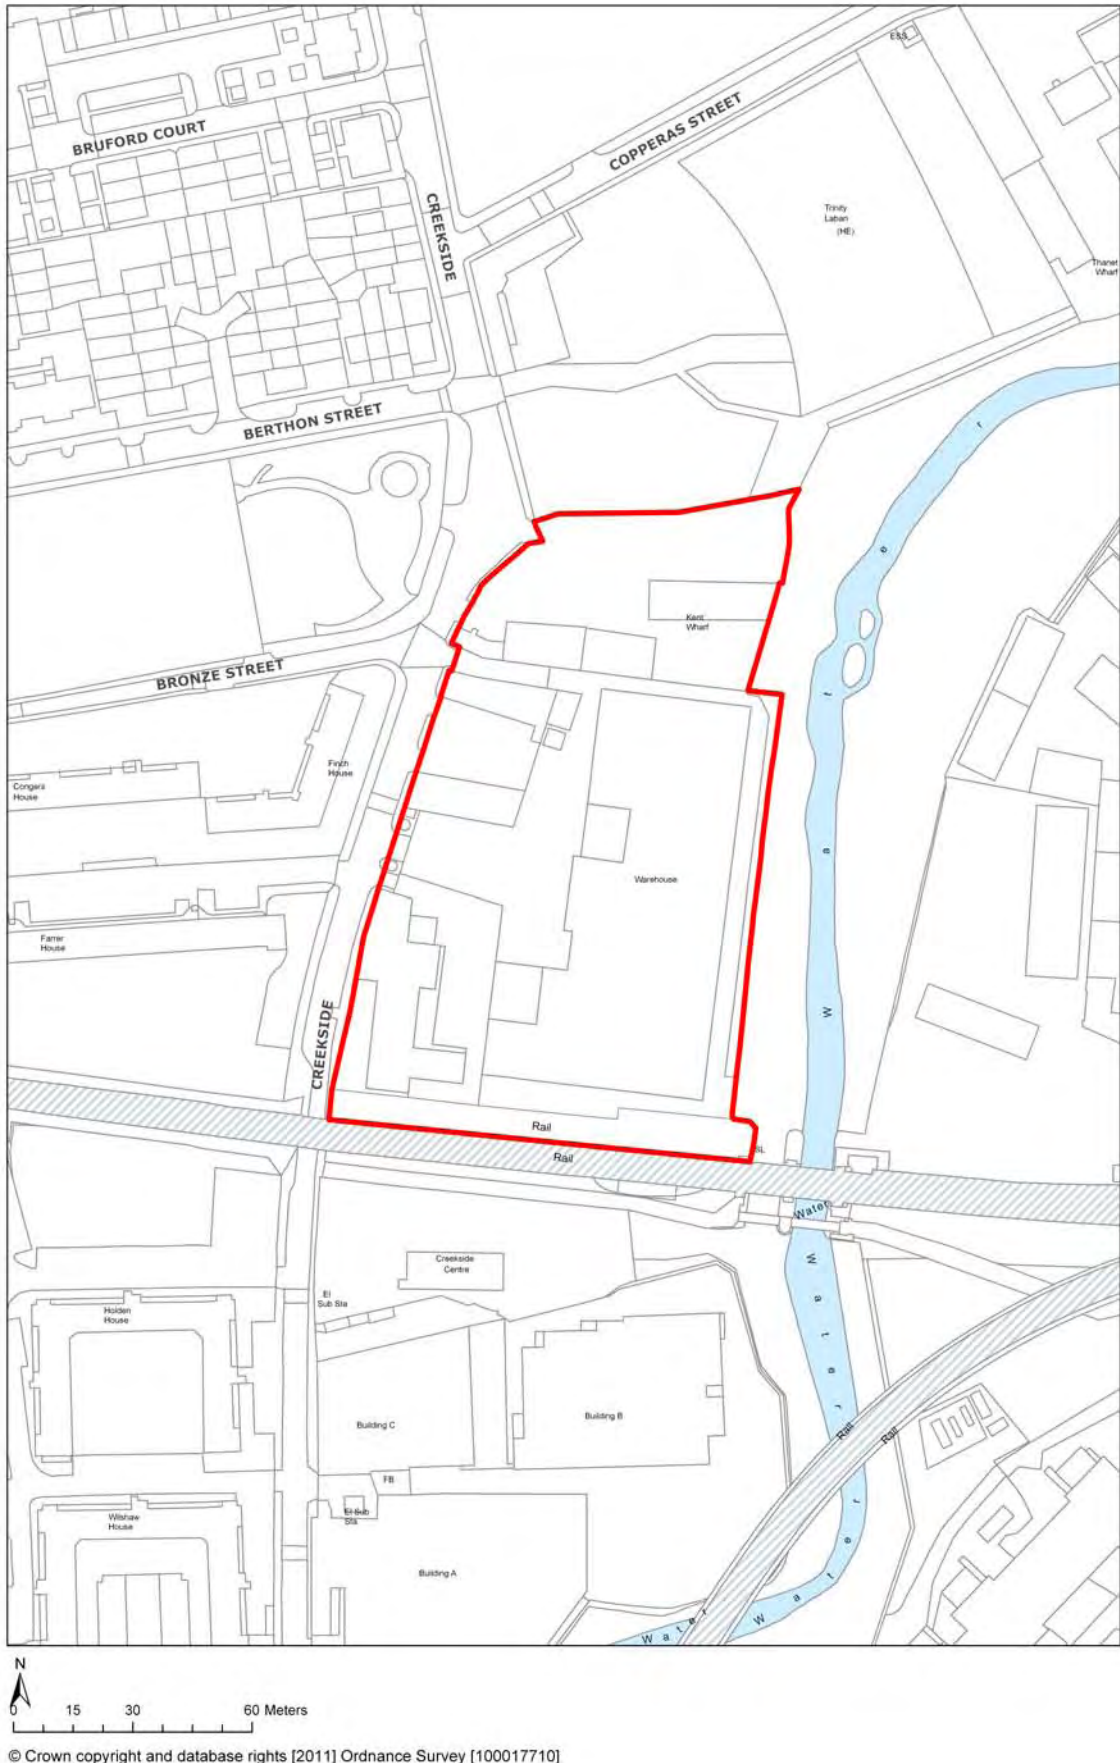 ESS
BRUFORD COURT
COPPERAS STREET
CREEKSIDE
Trinity
Laban
(HE)
Thanet
Wharf
BERTHON STREET
Kent
Wharf
BRONZE STREET
Finch
House
Congers
House
Warehouse
Water
Farrer
House
CREEKSIDE
Rail
Rail
SL
Water
Creekside
Centre
Water
El
Sub Sta
Holden
House
Building C
Building B
Rail
Rail
FB
El Sub
Sta
Wilshaw
House
Building A
Water
Water
N
0 15 30 60 Meters
© Crown copyright and database rights [2011] Ordnance Survey [100017710]